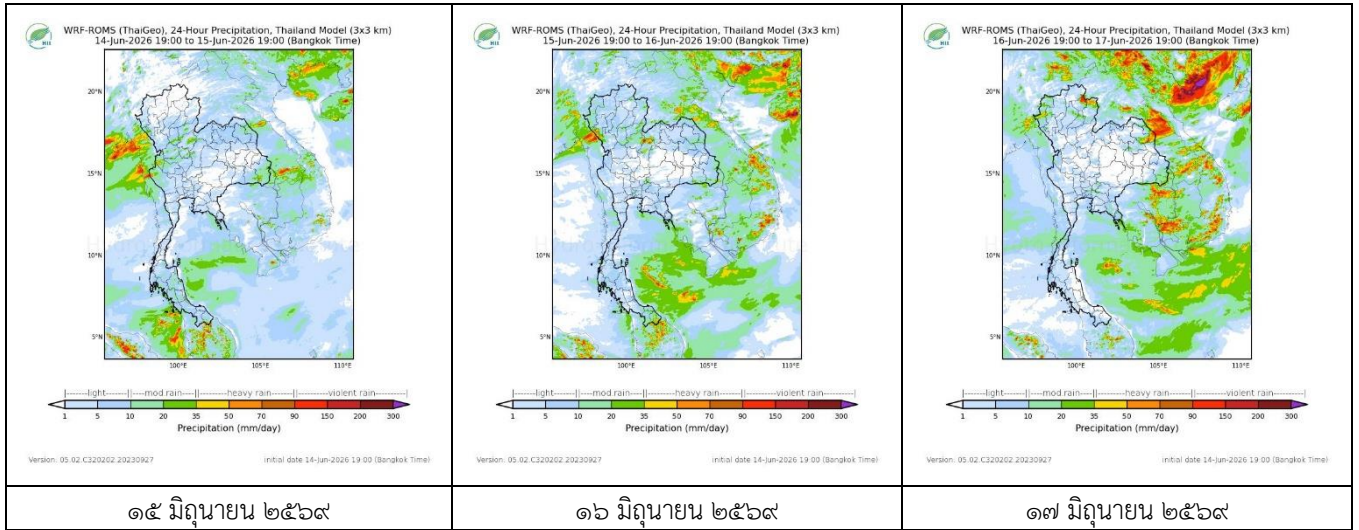 WRF-ROMS (ThaiGeo), 24-Hour Precipitation, Thailand Model (3x3 km)
14-Jun-2026 19:00 to 15-Jun-2026 19:00 (Bangkok Time)
20°N
15°N
10°N
5°N
100°E 105°E 110°E
light mod rain heavy rain violent rain
1 5 10 20 35 50 70 90 150 200 300
Precipitation (mm/day)
Version: 05.02.C320202.20230927 initial date 14-Jun-2026 19:00 (Bangkok Time)
๑๕ มิถุนายน ๒๕๖๙
WRF-ROMS (ThaiGeo), 24-Hour Precipitation, Thailand Model (3x3 km)
15-Jun-2026 19:00 to 16-Jun-2026 19:00 (Bangkok Time)
20°N
15°N
10°N
5°N
100°E 105°E 110°E
light mod rain heavy rain violent rain
1 5 10 20 35 50 70 90 150 200 300
Precipitation (mm/day)
Version: 05.02.C320202.20230927 initial date 14-Jun-2026 19:00 (Bangkok Time)
๑๖ มิถุนายน ๒๕๖๙
WRF-ROMS (ThaiGeo), 24-Hour Precipitation, Thailand Model (3x3 km)
16-Jun-2026 19:00 to 17-Jun-2026 19:00 (Bangkok Time)
20°N
15°N
10°N
5°N
100°E 105°E 110°E
light mod rain heavy rain violent rain
1 5 10 20 35 50 70 90 150 200 300
Precipitation (mm/day)
Version: 05.02.C320202.20230927 initial date 14-Jun-2026 19:00 (Bangkok Time)
๑๗ มิถุนายน ๒๕๖๙